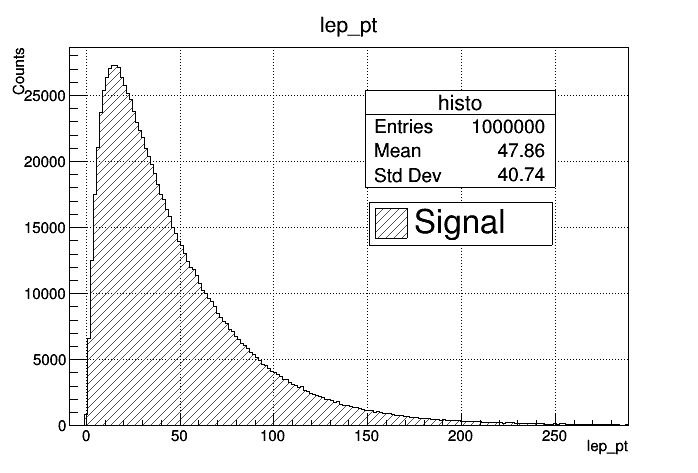 lep_pt
Counts
histo
Entries 1000000
Mean 47.86
Std Dev 40.74
Signal
25000
20000
15000
10000
5000
0
0 50 100 150 200 250
lep_pt